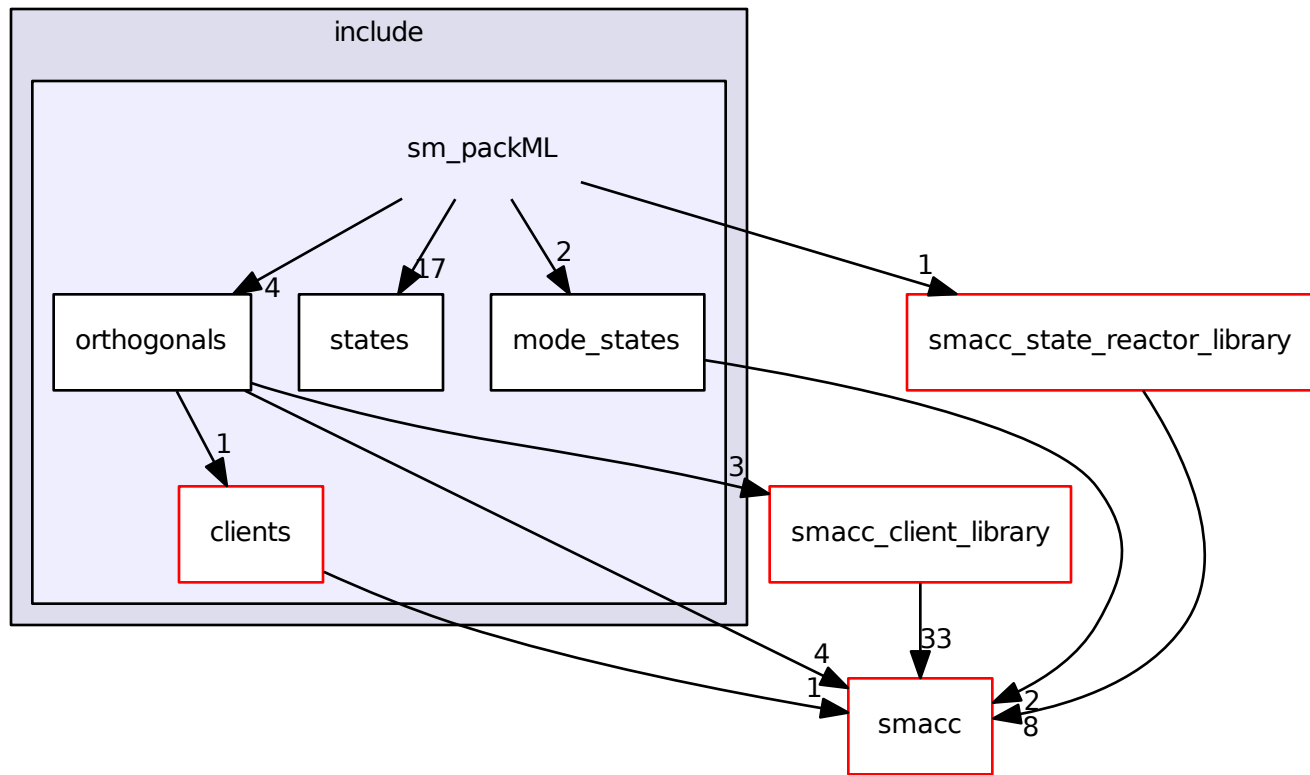 include
sm_packML
4
17
2
1
orthogonals
states
mode_states
smacc_state_reactor_library
1
3
clients
smacc_client_library
33
4
1
2
8
smacc